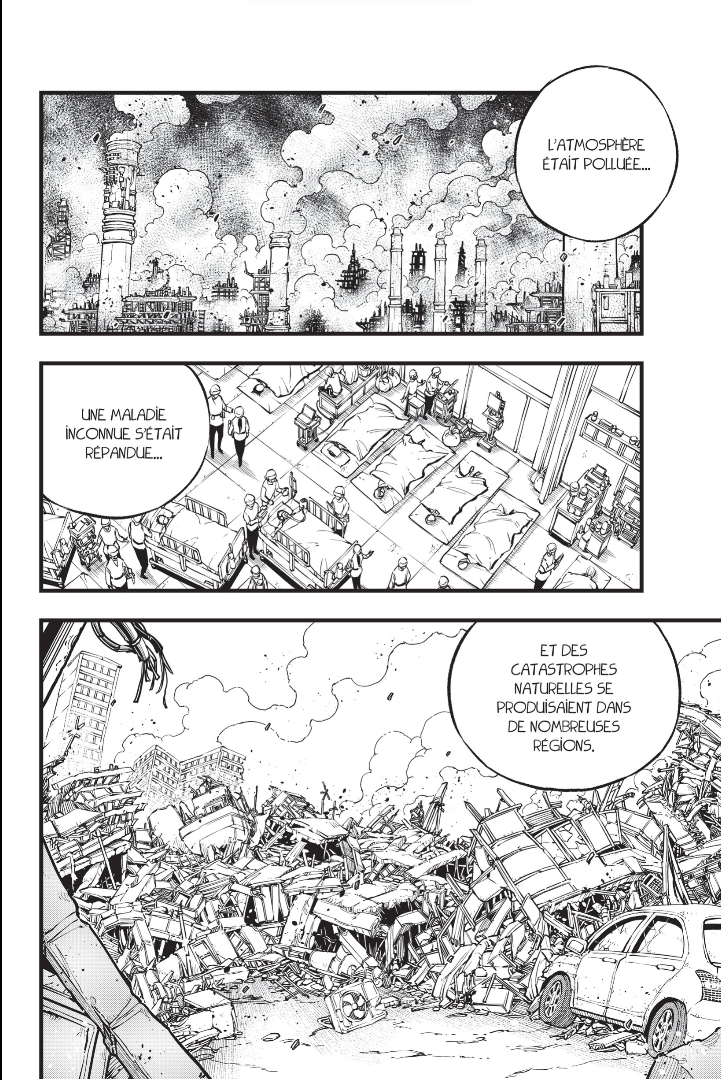 L'ATMOSPHÈRE
ÉTAIT POLLUÉE...
UNE MALADIE
INCONNUE S'ÉTAIT
RÉPANDUE...
ET DES
CATASTROPHES
NATURELLES SE
PRODUISAIENT DANS
DE NOMBREUSES
RÉGIONS.